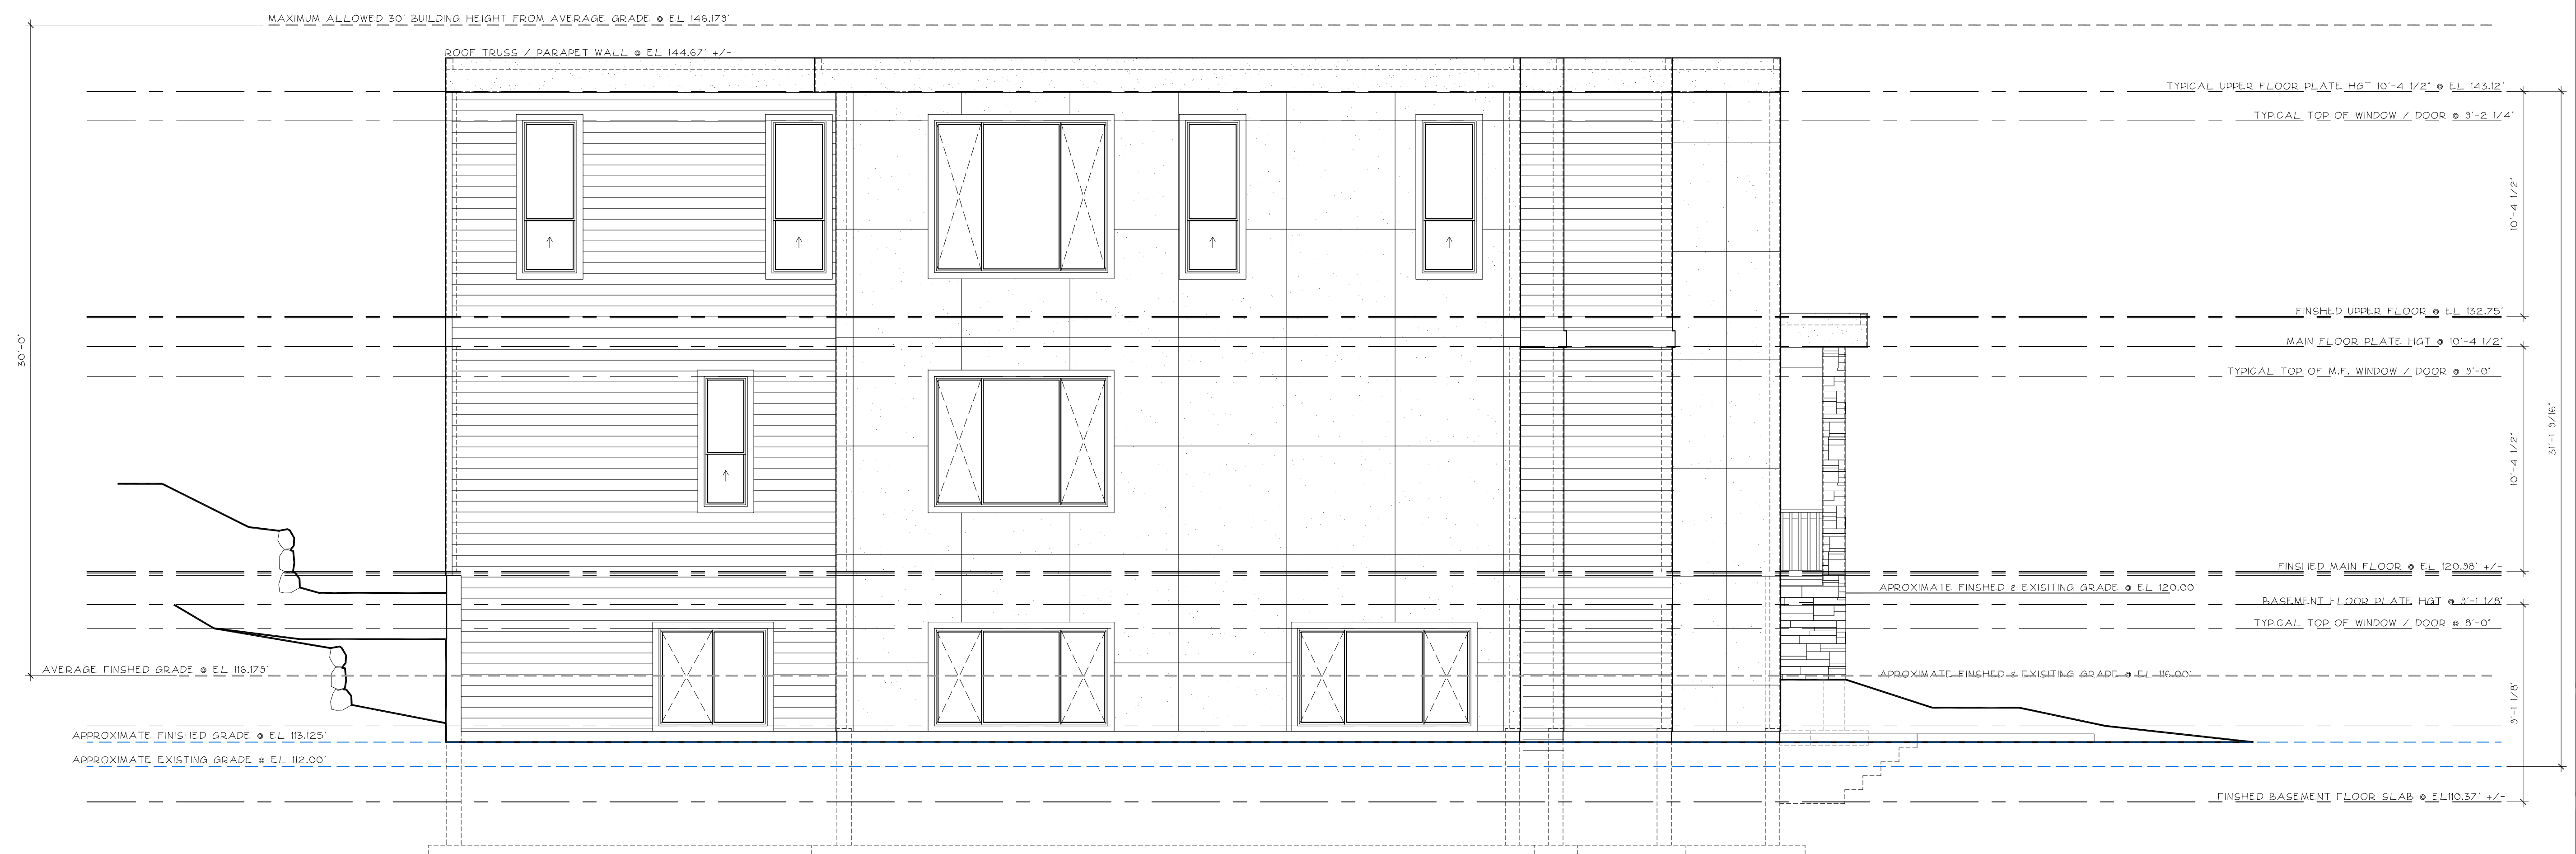 MAXIMUM ALLOWED 30' BUILDING HEIGHT FROM AVERAGE GRADE @ EL 146.179'
ROOF TRUSS / PARAPET WALL @ EL 144.67' +/-
TYPICAL UPPER FLOOR PLATE HGT 10'-4 1/2" @ EL 143.12'
TYPICAL TOP OF WINDOW / DOOR @ 9'-2 1/4"
10'-4 1/2"
FINSHED UPPER FLOOR @ EL 132.75'
30'-0"
MAIN FLOOR PLATE HGT @ 10'-4 1/2"
TYPICAL TOP OF M.F. WINDOW / DOOR @ 9'-0"
31'-1 9/16"
10'-4 1/2"
FINSHED MAIN FLOOR @ EL 120.98' +/-
APROXIMATE FINISHED & EXISITING GRADE @ EL 120.00'
BASEMENT FLOOR PLATE HGT @ 9'-1 1/8"
TYPICAL TOP OF WINDOW / DOOR @ 8'-0"
AVERAGE FINSHED GRADE @ EL 116.179'
APROXIMATE FINISHED & EXISITING GRADE @ EL 116.00'
9'-1 1/8"
APPROXIMATE FINISHED GRADE @ EL 113.125'
APPROXIMATE EXISTING GRADE @ EL 112.00'
FINSHED BASEMENT FLOOR SLAB @ EL110.37' +/-